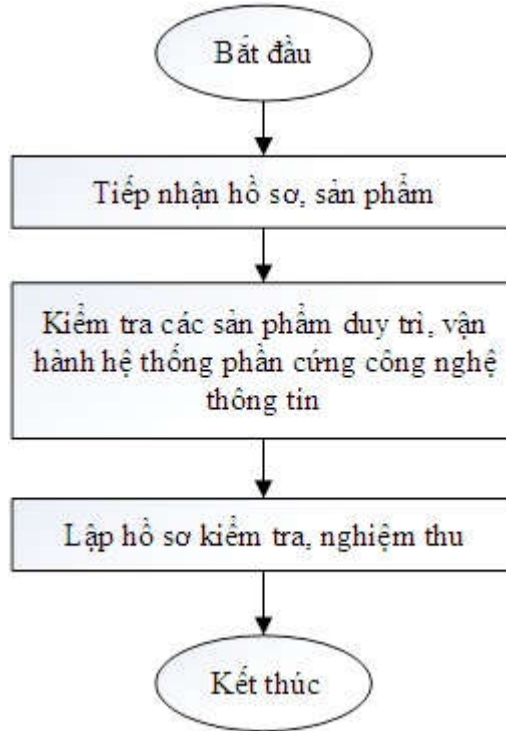 Bắt đầu
Tiếp nhận hồ sơ, sản phẩm
Kiểm tra các sản phẩm duy trì, vận
hành hệ thống phần cứng công nghệ
thông tin
Lập hồ sơ kiểm tra, nghiệm thu
Kết thúc